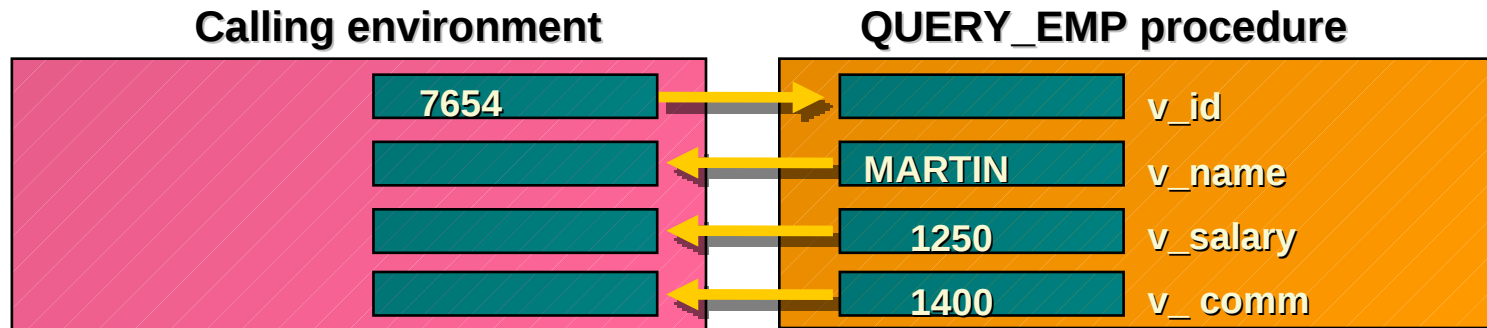 Calling environment
QUERY_EMP procedure
7654
v_id
MARTIN
v_name
1250
v_salary
1400
v_ comm